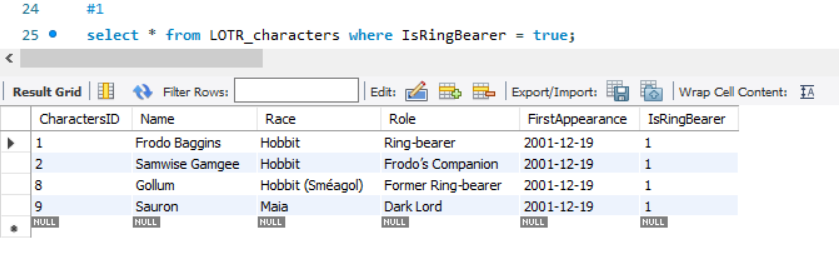 24 #1
25 select * from LOTR_characters where IsRingBearer = true;
Result Grid Filter Rows: Edit: Export/Import: Wrap Cell Content: IA
CharactersID Name Race Role FirstAppearance IsRingBearer
1 Frodo Baggins Hobbit Ring-bearer 2001-12-19 1
2 Samwise Gamgee Hobbit Frodo’s Companion 2001-12-19 1
8 Gollum Hobbit (Sméagol) Former Ring-bearer 2001-12-19 1
9 Sauron Maia Dark Lord 2001-12-19 1
NULL NULL NULL NULL NULL NULL